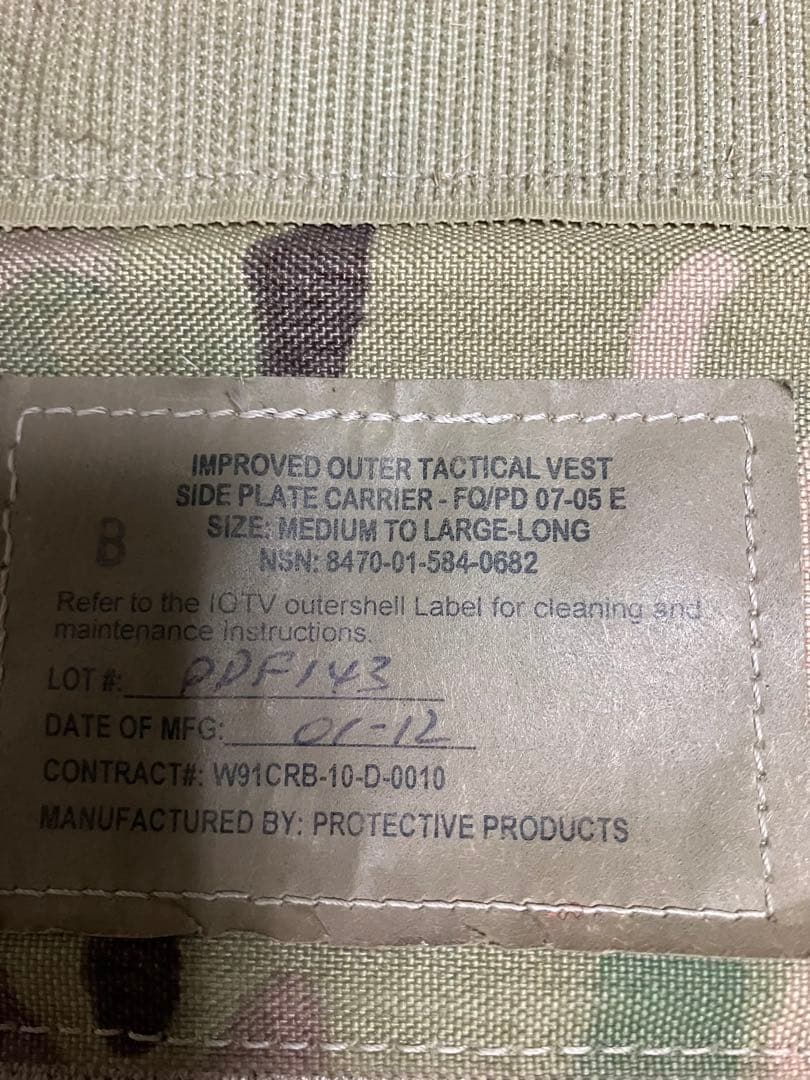 IMPROVED OUTER TACTICAL VEST
SIDE PLATE CARRIER - FQ/PD 07-05 E
SIZE: MEDIUM TO LARGE-LONG
B
NSN: 8470-01-584-0682
Refer to the IOTV outershell Label for cleaning and
maintenance instructions.
LOT #: PDF143
DATE OF MFG: 01-12
CONTRACT#: W91CRB-10-D-0010
MANUFACTURED BY: PROTECTIVE PRODUCTS